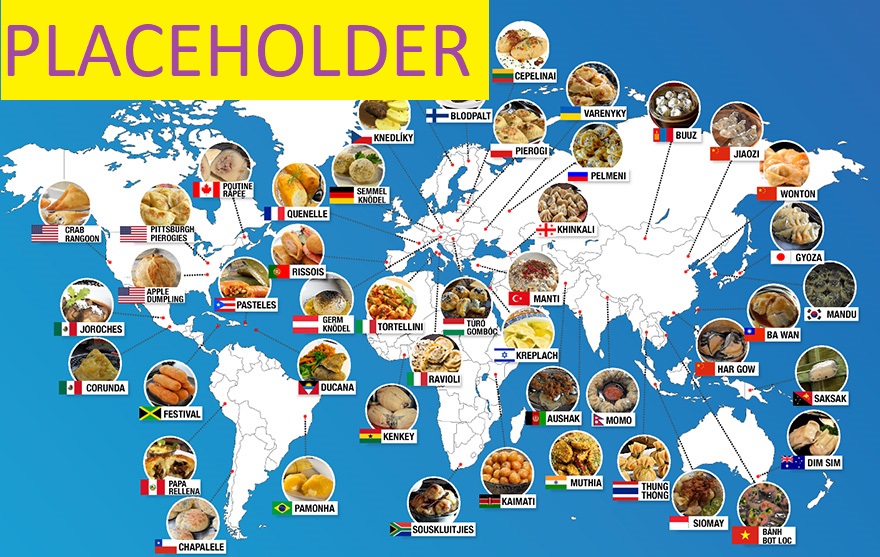 PLACEHOLDER
CEPELINAI
BLODPALT
VARENYKY
KNEDLÍKY
PIEROGI
BUUZ
JIAOZI
PELMENI
POUTINE
RÂPÉE
SEMMEL
KNÖDEL
WONTON
QUENELLE
CRAB
RANGOON
PITTSBURGH
PIEROGIES
KHINKALI
GYOZA
RISSOIS
APPLE
DUMPLING
PASTELES
MANTI
MANDU
JOROCHES
GERM
KNÖDEL
TORTELLINI
TÚRÓ
GOMBÓC
BA WAN
KREPLACH
HAR GOW
RAVIOLI
CORUNDA
DUCANA
SAKSAK
FESTIVAL
AUSHAK
MOMO
KENKEY
DIM SIM
PAPA
RELLENA
PAMONHA
KAIMATI
MUTHIA
THUNG
THONG
SIOMAY
SOUSKLUITJIES
BÁNH
BOT LOC
CHAPALELE